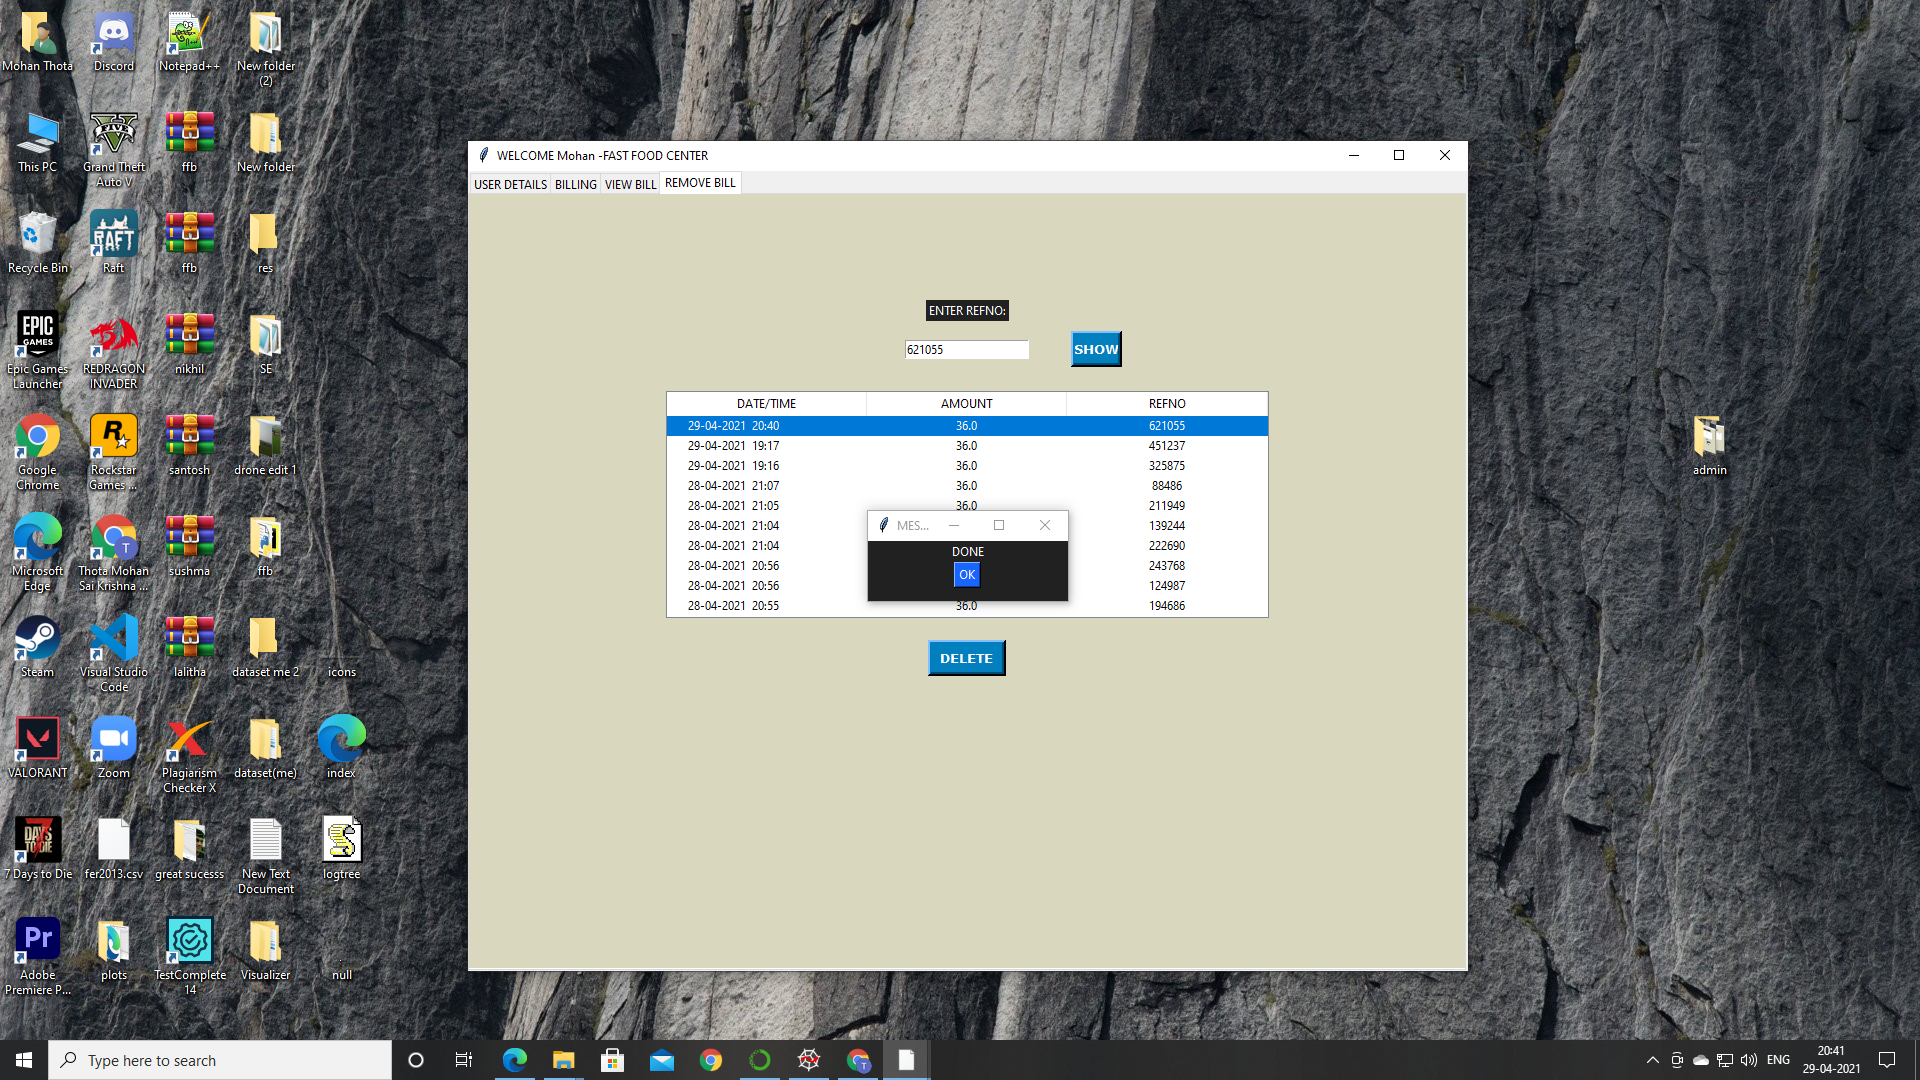 Mohan Thota
Discord
Notepad++
New folder
(2)
This PC
Grand Theft
Auto V
ffb
New folder
Recycle Bin
RAFT
Raft
ffb
res
EPIC
GAMES
Epic Games
Launcher
REDRAGON
INVADER
nikhil
SE
Google
Chrome
Rockstar
Games ...
santosh
drone edit 1
Microsoft
Edge
T
Thota Mohan
Sai Krishna ...
sushma
ffb
Steam
Visual Studio
Code
lalitha
dataset me 2
icons
VALORANT
Zoom
Plagiarism
Checker X
dataset(me)
index
DAYS
TO DIE
7 Days to Die
fer2013.csv
great sucesss
New Text
Document
logtree
Pr
Adobe
Premiere P...
plots
TestComplete
14
Visualizer
null
WELCOME Mohan -FAST FOOD CENTER
USER DETAILS BILLING VIEW BILL REMOVE BILL
ENTER REFNO:
621055 SHOW
DATE/TIME AMOUNT REFNO
29-04-2021 20:40 36.0 621055
29-04-2021 19:17 36.0 451237
29-04-2021 19:16 36.0 325875
28-04-2021 21:07 36.0 88486
28-04-2021 21:05 36.0 211949
28-04-2021 21:04 139244
28-04-2021 21:04 222690
28-04-2021 20:56 243768
28-04-2021 20:56 124987
28-04-2021 20:55 36.0 194686
MES...
DONE
OK
DELETE
admin
Type here to search
T
ENG
20:41
29-04-2021